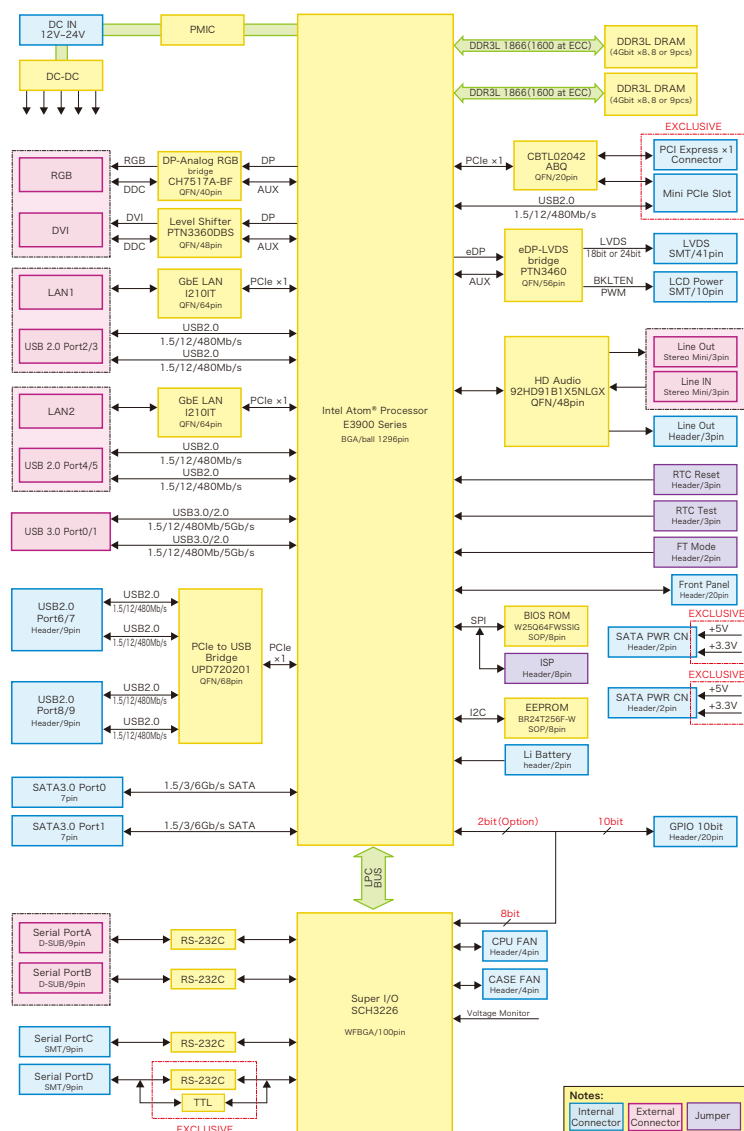 DC IN
12V-24V
PMIC
DC-DC
DDR3L 1866(1600 at ECC)
DDR3L DRAM
(4Gbit ×8、8 or 9pcs)
DDR3L 1866(1600 at ECC)
DDR3L DRAM
(4Gbit ×8、8 or 9pcs)
RGB
RGB
DDC
DP-Analog RGB
bridge
CH7517A-BF
QFN/40pin
DP
AUX
DVI
DVI
DDC
Level Shifter
PTN3360DBS
QFN/48pin
DP
AUX
LAN1
GbE LAN
I210IT
QFN/64pin
PCIe ×1
USB 2.0 Port2/3
USB2.0
1.5/12/480Mb/s
USB2.0
1.5/12/480Mb/s
LAN2
GbE LAN
I210IT
QFN/64pin
PCIe ×1
USB 2.0 Port4/5
USB2.0
1.5/12/480Mb/s
USB2.0
1.5/12/480Mb/s
USB 3.0 Port0/1
USB3.0/2.0
1.5/12/480Mb/5Gb/s
USB3.0/2.0
1.5/12/480Mb/5Gb/s
USB2.0
Port6/7
Header/9pin
USB2.0
1.5/12/480Mb/s
USB2.0
1.5/12/480Mb/s
USB2.0
Port8/9
Header/9pin
USB2.0
1.5/12/480Mb/s
USB2.0
1.5/12/480Mb/s
PCIe to USB
Bridge
UPD720201
QFN/68pin
PCIe
×1
SATA3.0 Port0
7pin
1.5/3/6Gb/s SATA
SATA3.0 Port1
7pin
1.5/3/6Gb/s SATA
Intel Atom® Processor
E3900 Series
BGA/ball 1296pin
EXCLUSIVE
PCIe ×1
CBTL02042
ABQ
QFN/20pin
PCI Express ×1
Connector
Mini PCIe Slot
USB2.0
1.5/12/480Mb/s
eDP
AUX
eDP-LVDS
bridge
PTN3460
QFN/56pin
LVDS
18bit or 24bit
LVDS
SMT/41pin
BKLTEN
PWM
LCD Power
SMT/10pin
HD Audio
92HD91B1X5NLGX
QFN/48pin
Line Out
Stereo Mini/3pin
Line IN
Stereo Mini/3pin
Line Out
Header/3pin
RTC Reset
Header/3pin
RTC Test
Header/3pin
FT Mode
Header/2pin
Front Panel
Header/20pin
SPI
BIOS ROM
W25Q64FWSSIG
SOP/8pin
ISP
Header/8pin
EXCLUSIVE
SATA PWR CN
Header/2pin
+5V
+3.3V
EXCLUSIVE
SATA PWR CN
Header/2pin
+5V
+3.3V
I2C
EEPROM
BR24T256F-W
SOP/8pin
Li Battery
header/2pin
2bit(Option)
10bit
GPIO 10bit
Header/20pin
LPC
BUS
8bit
Serial PortA
D-SUB/9pin
RS-232C
Serial PortB
D-SUB/9pin
RS-232C
Serial PortC
SMT/9pin
RS-232C
Serial PortD
SMT/9pin
RS-232C
TTL
EXCLUSIVE
Super I/O
SCH3226
WFBGA/100pin
CPU FAN
Header/4pin
CASE FAN
Header/4pin
Voltage Monitor
Notes:
Internal
Connector
External
Connector
Jumper